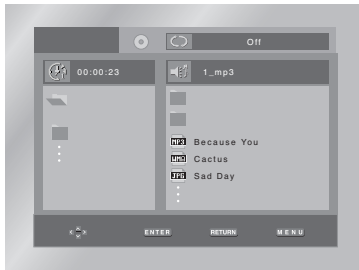 Off
00:00:23
1_mp3
MP3 Because You
WMA Cactus
JPG Sad Day
ENTER RETURN MENU